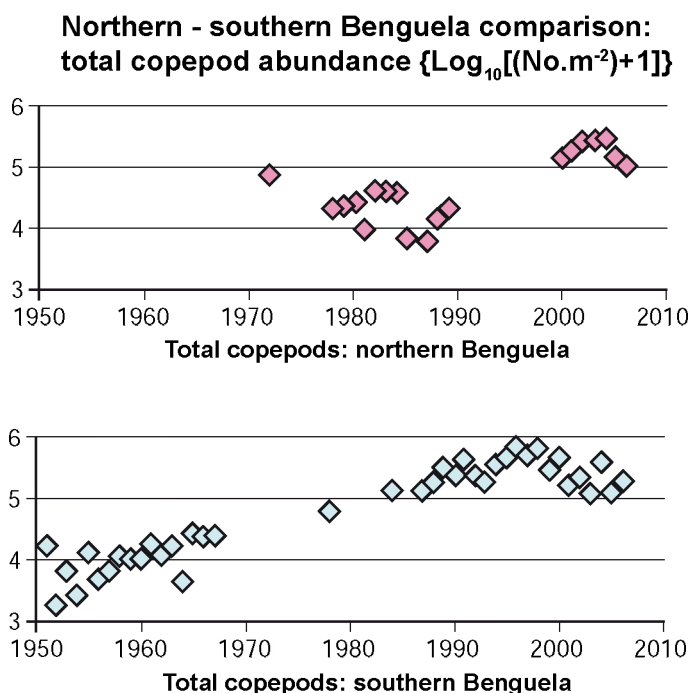 Northern - southern Benguela comparison:
total copepod abundance {Log₁₀[(No.m⁻²)+1]}
6
5
4
3
1950 1960 1970 1980 1990 2000 2010
Total copepods: northern Benguela
6
5
4
3
1950 1960 1970 1980 1990 2000 2010
Total copepods: southern Benguela